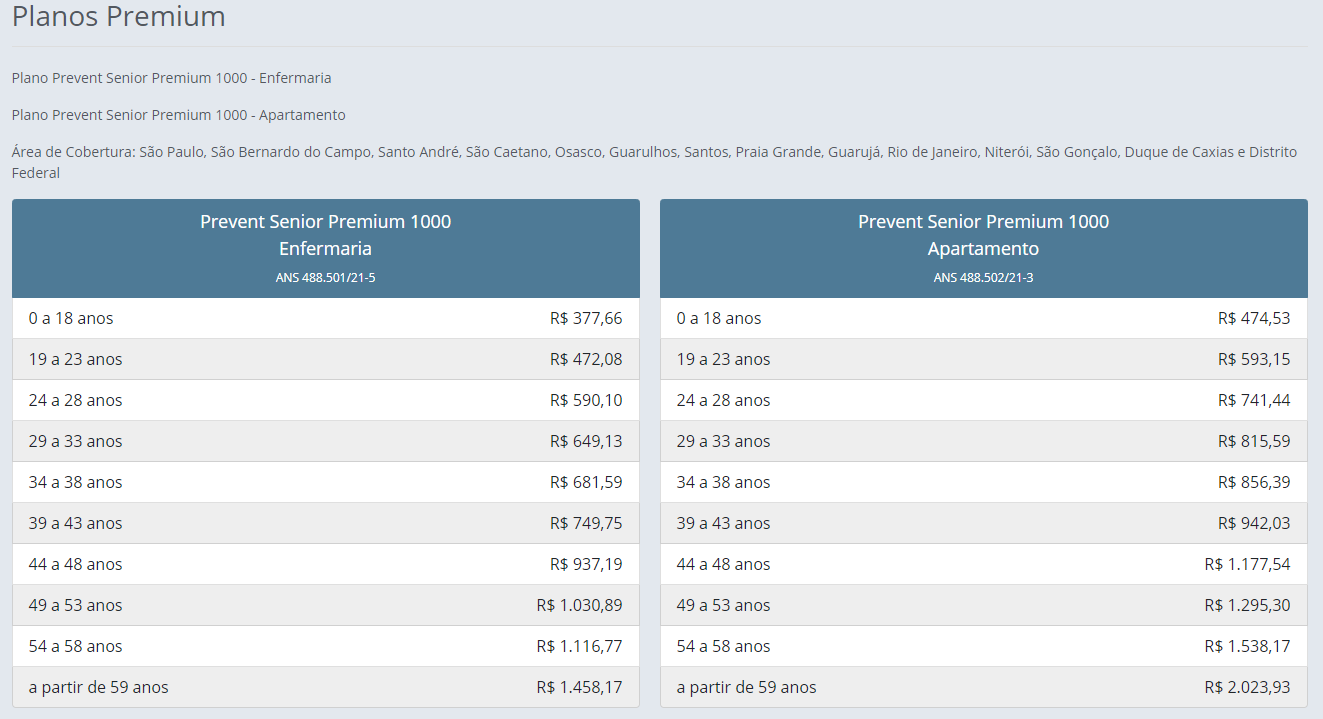 Planos Premium
Plano Prevent Senior Premium 1000 - Enfermaria
Plano Prevent Senior Premium 1000 - Apartamento
Área de Cobertura: São Paulo, São Bernardo do Campo, Santo André, São Caetano, Osasco, Guarulhos, Santos, Praia Grande, Guarujá, Rio de Janeiro, Niterói, São Gonçalo, Duque de Caxias e Distrito
Federal
Prevent Senior Premium 1000
Enfermaria
ANS 488.501/21-5
0 a 18 anos R$ 377,66
19 a 23 anos R$ 472,08
24 a 28 anos R$ 590,10
29 a 33 anos R$ 649,13
34 a 38 anos R$ 681,59
39 a 43 anos R$ 749,75
44 a 48 anos R$ 937,19
49 a 53 anos R$ 1.030,89
54 a 58 anos R$ 1.116,77
a partir de 59 anos R$ 1.458,17
Prevent Senior Premium 1000
Apartamento
ANS 488.502/21-3
0 a 18 anos R$ 474,53
19 a 23 anos R$ 593,15
24 a 28 anos R$ 741,44
29 a 33 anos R$ 815,59
34 a 38 anos R$ 856,39
39 a 43 anos R$ 942,03
44 a 48 anos R$ 1.177,54
49 a 53 anos R$ 1.295,30
54 a 58 anos R$ 1.538,17
a partir de 59 anos R$ 2.023,93